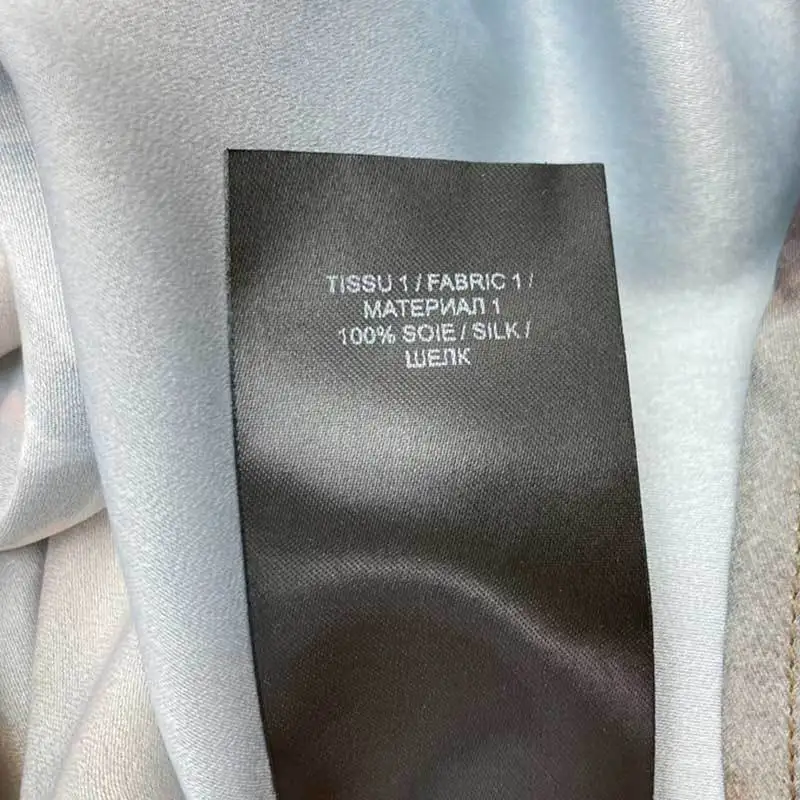 TISSU 1 / FABRIC 1 /
МАТЕРИАЛ 1
100% SOIE / SILK /
ШЕЛК